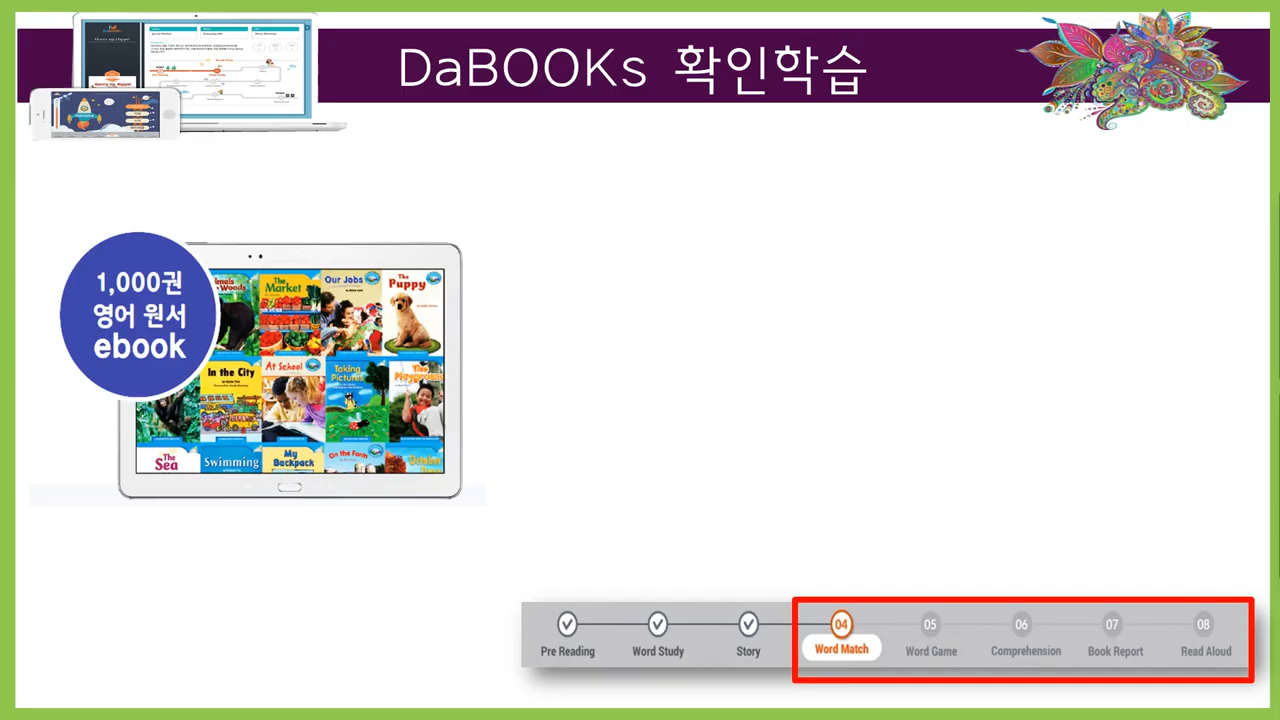 DaBOOKs 확인학습
1,000권
영어 원서
ebook
The Market
Our Jobs
The Puppy
In the City
At School
Taking Pictures
The Playground
The Sea
Swimming
My Backpack
On the Farm
October
Pre Reading
Word Study
Story
04
Word Match
05
Word Game
06
Comprehension
07
Book Report
08
Read Aloud